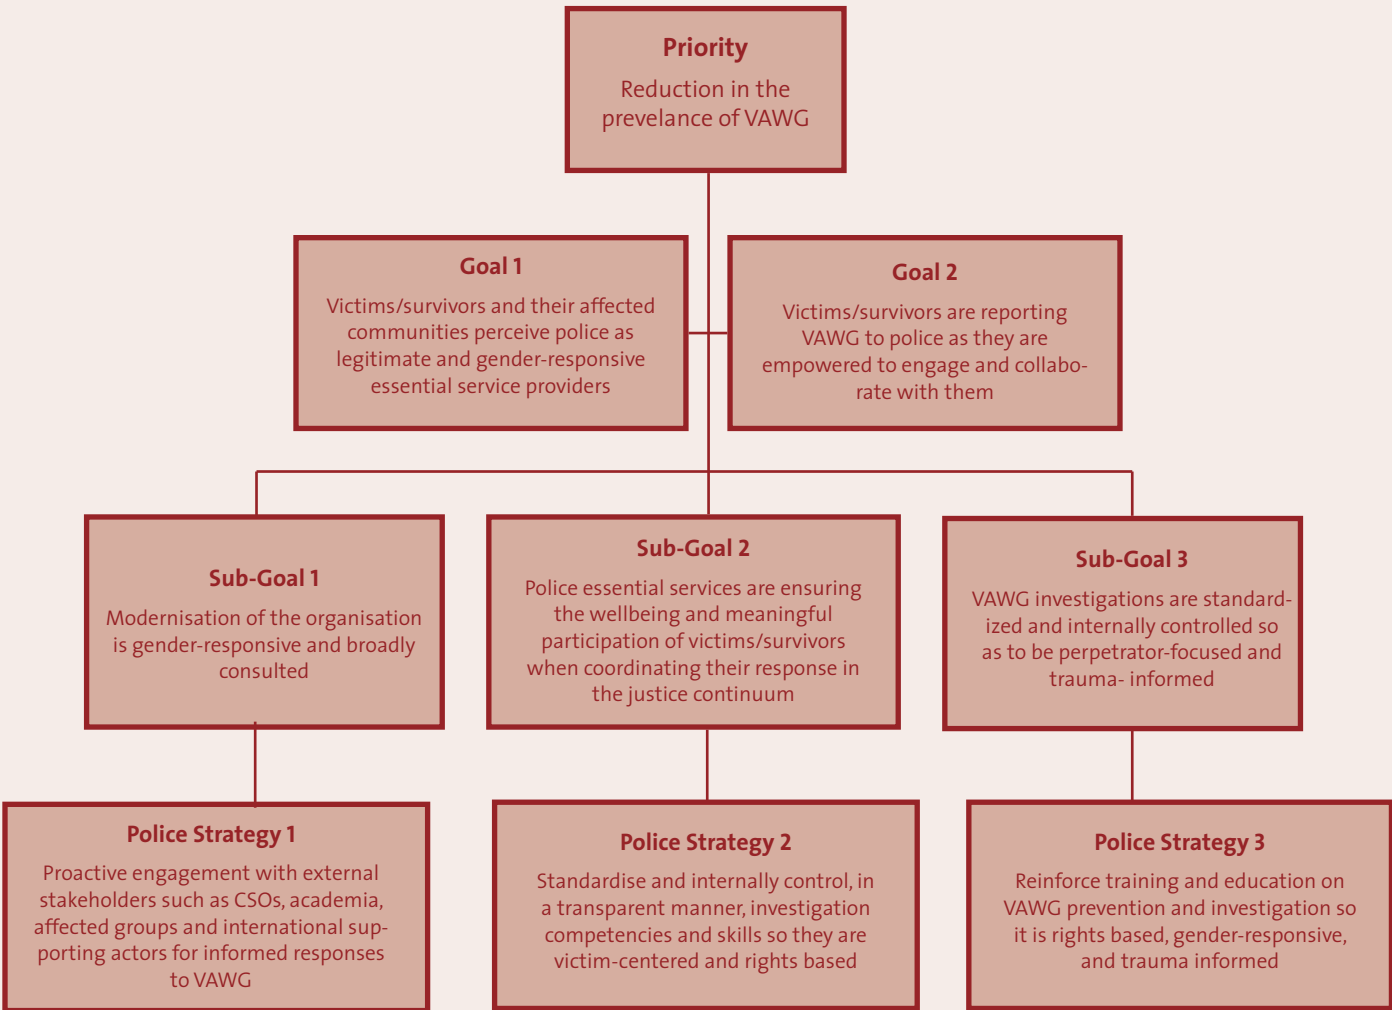 Priority
Reduction in the
prevelance of VAWG
Goal 1
Victims/survivors and their affected
communities perceive police as
legitimate and gender-responsive
essential service providers
Goal 2
Victims/survivors are reporting
VAWG to police as they are
empowered to engage and collabo-
rate with them
Sub-Goal 1
Modernisation of the organisation
is gender-responsive and broadly
consulted
Sub-Goal 2
Police essential services are ensuring
the wellbeing and meaningful
participation of victims/survivors
when coordinating their response in
the justice continuum
Sub-Goal 3
VAWG investigations are standard-
ized and internally controlled so
as to be perpetrator-focused and
trauma- informed
Police Strategy 1
Proactive engagement with external
stakeholders such as CSOs, academia,
affected groups and international sup-
porting actors for informed responses
to VAWG
Police Strategy 2
Standardise and internally control, in
a transparent manner, investigation
competencies and skills so they are
victim-centered and rights based
Police Strategy 3
Reinforce training and education on
VAWG prevention and investigation so
it is rights based, gender-responsive,
and trauma informed